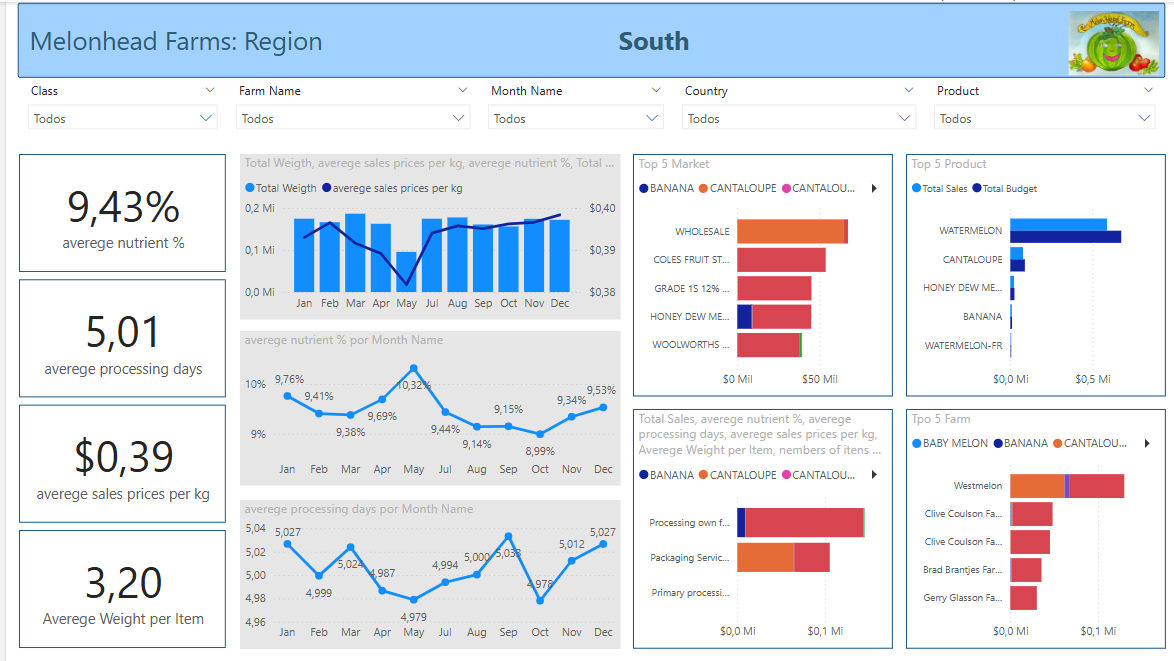 Melonhead Farms: Region
South
Class
Farm Name
Month Name
Country
Product
Todos
Todos
Todos
Todos
Todos
9,43%
averege nutrient %
5,01
averege processing days
$0,39
averege sales prices per kg
3,20
Averege Weight per Item
Total Weigth, averege sales prices per kg, averege nutrient %, Total ...
Total Weigth
averege sales prices per kg
0,2 Mi
0,1 Mi
0,0 Mi
$0,40
$0,39
$0,38
Jan Feb Mar Apr May Jul Aug Sep Oct Nov Dec
averege nutrient % por Month Name
10%
9%
9,76%
9,41%
9,38%
9,69%
10,32%
9,44%
9,14%
9,15%
8,99%
9,34%
9,53%
Jan Feb Mar Apr May Jul Aug Sep Oct Nov Dec
averege processing days por Month Name
5,04
5,02
5,00
4,98
4,96
5,027
4,999
5,024
4,987
4,979
4,994
5,000
5,033
4,978
5,012
5,027
Jan Feb Mar Apr May Jul Aug Sep Oct Nov Dec
Top 5 Market
BANANA CANTALOUPE CANTALOU...
WHOLESALE
COLES FRUIT ST...
GRADE 1S 12% ...
HONEY DEW ME...
WOOLWORTHS ...
$0 Mil $50 Mil
Total Sales, averege nutrient %, averege
processing days, averege sales prices per kg,
Averege Weight per Item, nembers of itens ...
BANANA CANTALOUPE CANTALOU...
Processing own f...
Packaging Servic...
Primary processi...
$0,0 Mi $0,1 Mi
Top 5 Product
Total Sales Total Budget
WATERMELON
CANTALOUPE
HONEY DEW ME...
BANANA
WATERMELON-FR
$0,0 Mi $0,5 Mi
Tpo 5 Farm
BABY MELON BANANA CANTALOU...
Westmelon
Clive Coulson Fa...
Clive Coulson Fa...
Brad Brantjes Far...
Gerry Glasson Fa...
$0,0 Mi $0,1 Mi